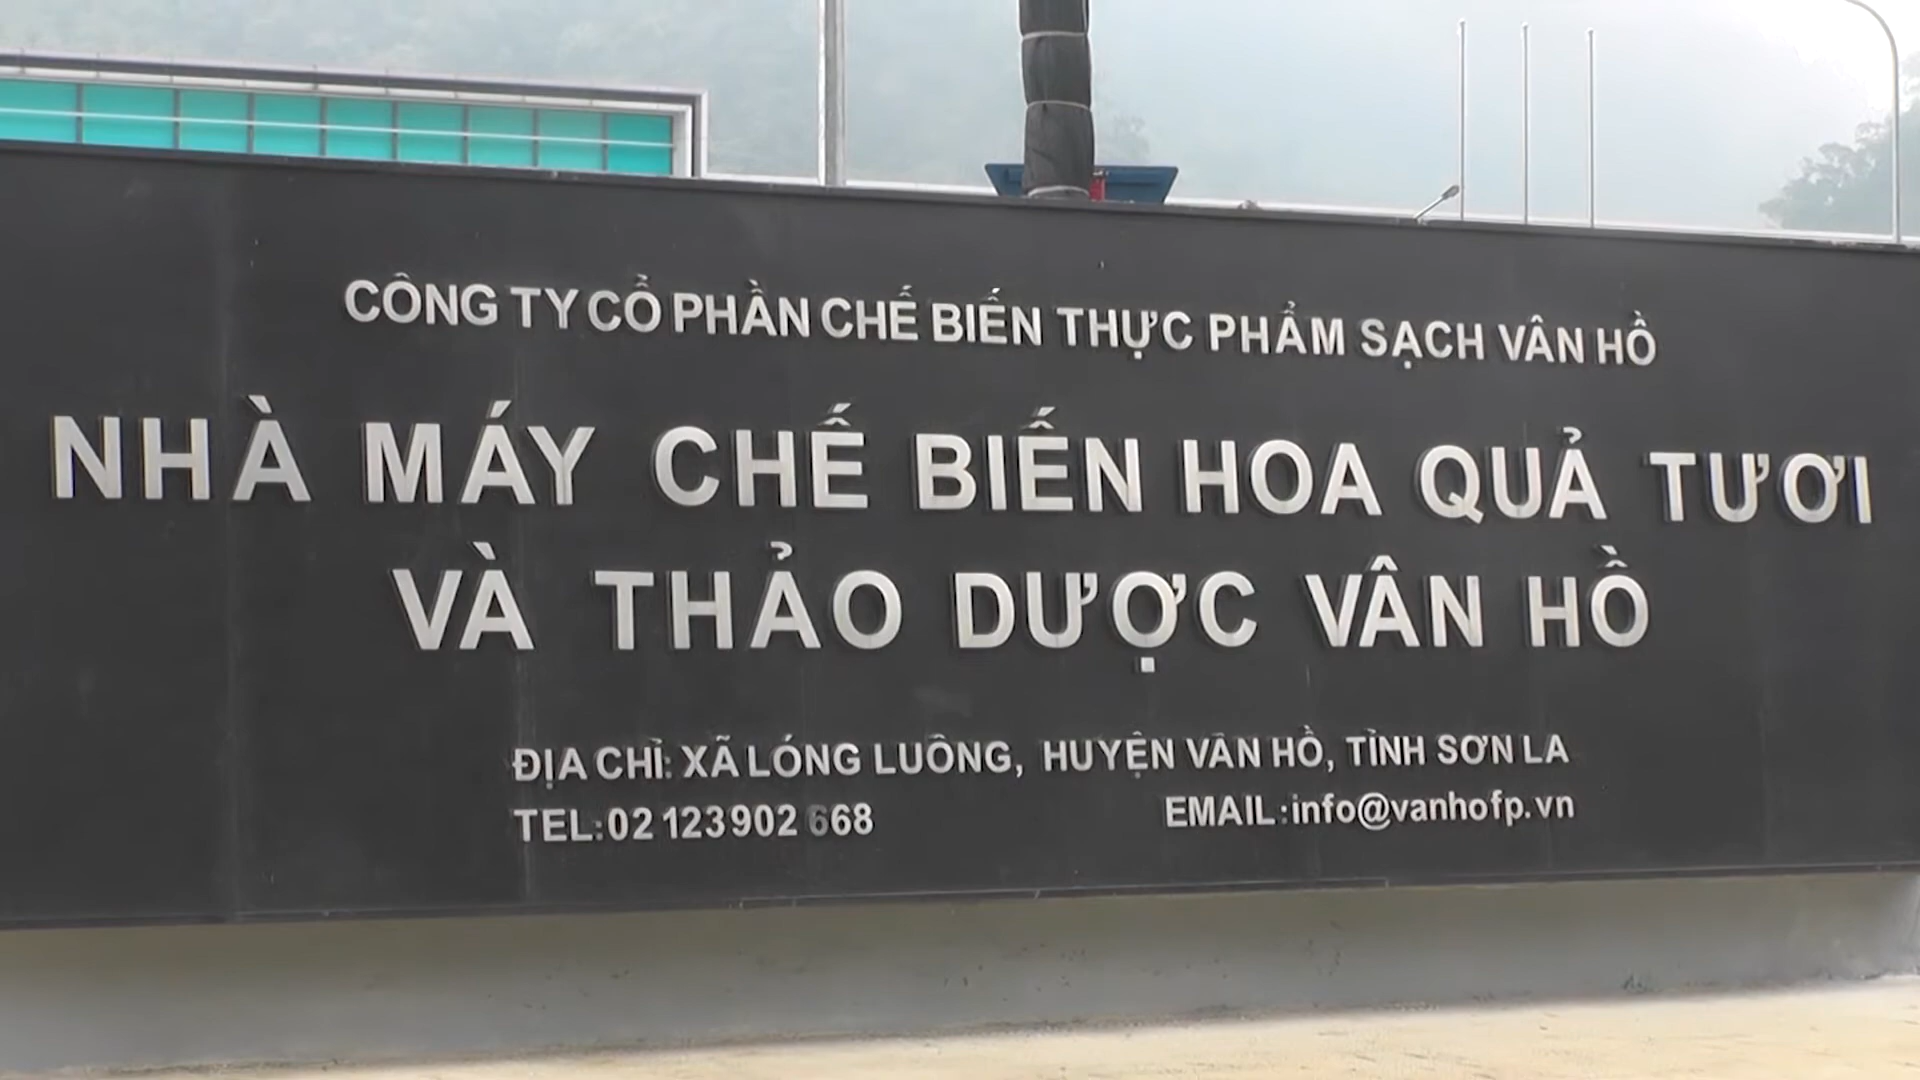 CÔNG TY CỔ PHẦN CHẾ BIẾN THỰC PHẨM SẠCH VÂN HỒ
NHÀ MÁY CHẾ BIẾN HOA QUẢ TƯƠI
VÀ THẢO DƯỢC VÂN HỒ
ĐỊA CHỈ: XÃ LÓNG LUÔNG, HUYỆN VÂN HỒ, TỈNH SƠN LA
TEL:02123902 668
EMAIL:info@vanhofp.vn